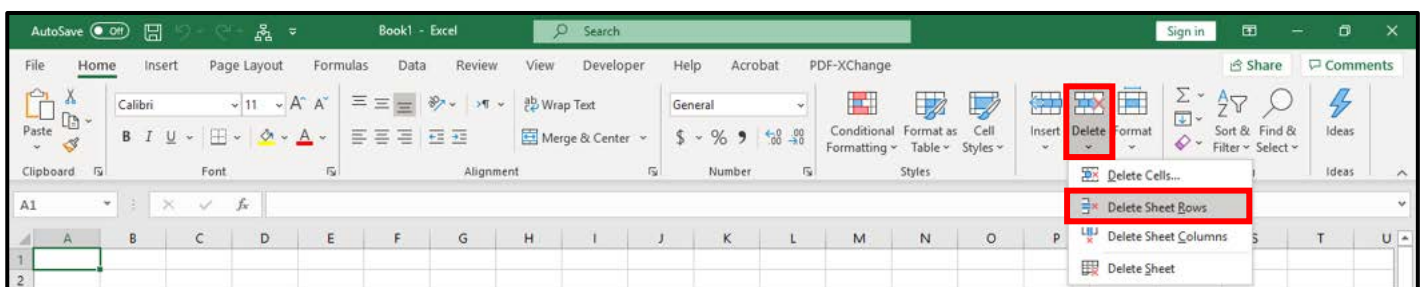 AutoSave Off Book1 - Excel Search Sign in
File Home Insert Page Layout Formulas Data Review View Developer Help Acrobat PDF-XChange Share Comments
Calibri 11 A A ab Wrap Text General
Paste B I U A Merge & Center $ % 9 .00 Conditional Formatting Format as Table Cell Styles Insert Delete Format Sort & Filter Find & Select Ideas
Clipboard Font Alignment Number Styles Ideas
Delete Cells...
A1 fx Delete Sheet Rows
A B C D E F G H I J K L M N O P S T U
Delete Sheet Columns
1
Delete Sheet
2